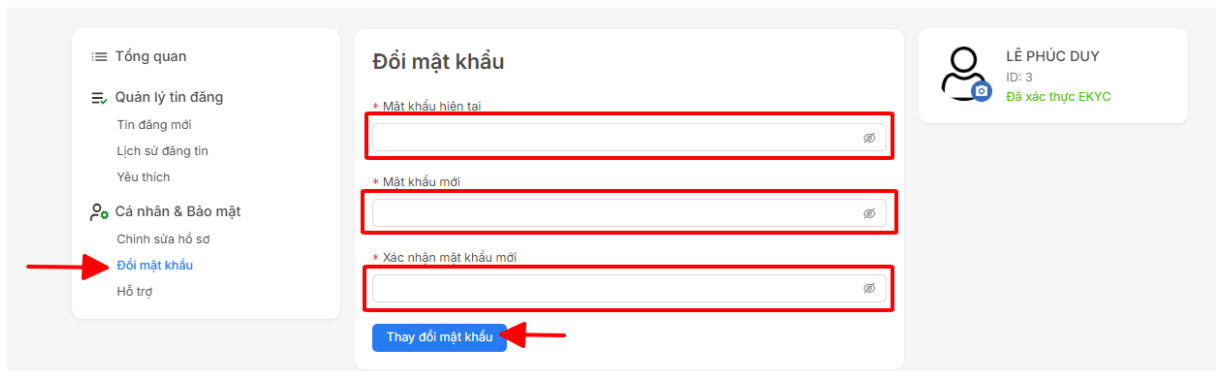 Tổng quan
Quản lý tin đăng
Tin đăng mới
Lịch sử đăng tin
Yêu thích
Cá nhân & Bảo mật
Chỉnh sửa hồ sơ
Đổi mật khẩu
Hỗ trợ
Đổi mật khẩu
* Mật khẩu hiện tại
* Mật khẩu mới
* Xác nhận mật khẩu mới
Thay đổi mật khẩu
LÊ PHÚC DUY
ID: 3
Đã xác thực EKYC